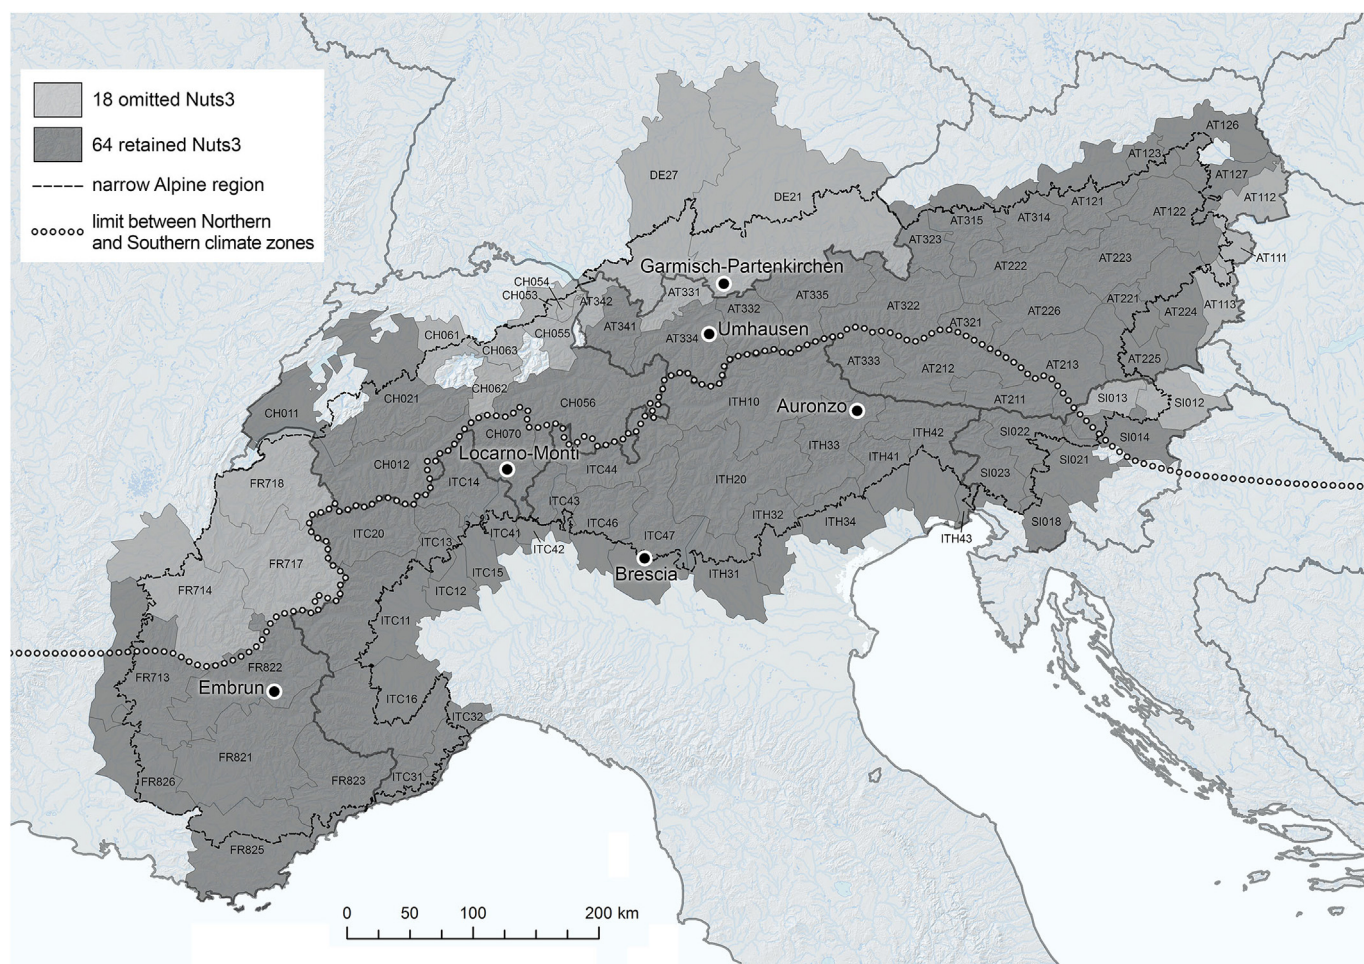 18 omitted Nuts3
64 retained Nuts3
narrow Alpine region
limit between Northern
and Southern climate zones
AT126
AT123
AT127
AT112
DE27
DE21
AT121
AT122
AT315
AT314
AT323
AT111
AT223
AT222
Garmisch-Partenkirchen
CH054
CH053
AT342
AT331
AT335
AT332
AT322
AT221
AT113
AT226
AT224
CH061
CH055
AT341
AT334
Umhausen
AT321
CH063
AT333
AT212
AT213
AT225
CH062
CH021
CH056
ITH10
AT211
SI013
SI012
CH011
Auronzo
CH070
ITH42
SI022
SI014
ITH33
Locarno-Monti
ITH41
SI021
CH012
ITC44
ITC14
SI023
FR718
ITH20
ITC43
ITH32
ITH34
SI018
ITC46
ITC20
ITC13
ITC41
ITC42
ITC47
ITH43
FR717
ITC15
Brescia
ITH31
FR714
ITC12
ITC11
FR822
FR713
Embrun
ITC16
ITC32
FR821
FR826
FR823
ITC31
FR825
0 50 100 200 km